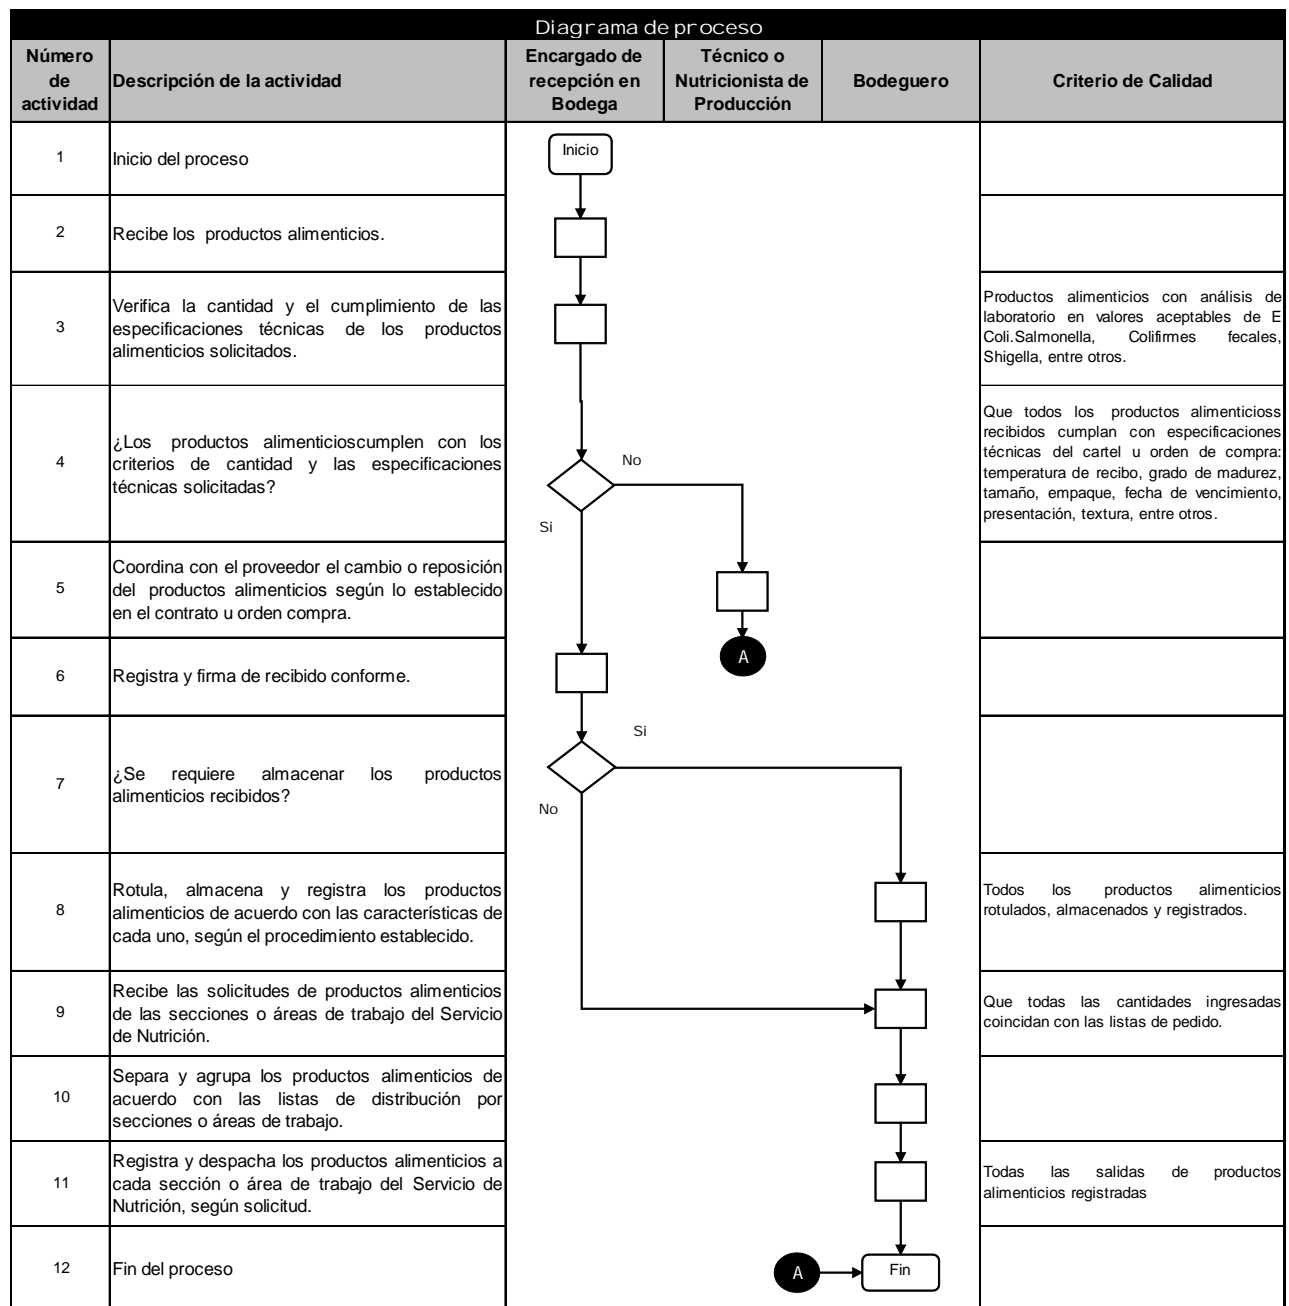 Diagrama de proceso
Número de actividad
Descripción de la actividad
Encargado de recepción en Bodega
Técnico o Nutricionista de Producción
Bodeguero
Criterio de Calidad
1
Inicio del proceso
Inicio
2
Recibe los productos alimenticios.
3
Verifica la cantidad y el cumplimiento de las
especificaciones técnicas de los productos
alimenticios solicitados.
Productos alimenticios con análisis de
laboratorio en valores aceptables de E
Coli.Salmonella, Colifirmes fecales,
Shigella, entre otros.
4
¿Los productos alimenticioscumplen con los
criterios de cantidad y las especificaciones
técnicas solicitadas?
No
Si
Que todos los productos alimenticioss
recibidos cumplan con especificaciones
técnicas del cartel u orden de compra:
temperatura de recibo, grado de madurez,
tamaño, empaque, fecha de vencimiento,
presentación, textura, entre otros.
5
Coordina con el proveedor el cambo o reposición
del productos alimenticios según lo establecido
en el contrato u orden compra.
A
6
Registra y firma de recibido conforme.
7
¿Se requiere almacenar los productos
alimenticios recibidos?
Si
No
8
Rotula, almacena y registra los productos
alimenticios de acuerdo con las características de
cada uno, según el procedimiento establecido.
Todos los productos alimenticios
rotulados, almacenados y registrados.
9
Recibe las solicitudes de productos alimenticios
de las secciones o áreas de trabajo del Servicio
de Nutrición.
Que todas las cantidades ingresadas
coincidan con las listas de pedido.
10
Separa y agrupa los productos alimenticios de
acuerdo con las listas de distribución por
secciones o áreas de trabajo.
11
Registra y despacha los productos alimenticios a
cada sección o área de trabajo del Servicio de
Nutrición, según solicitud.
Todas las salidas de productos
alimenticios registradas
12
Fin del proceso
A
Fin